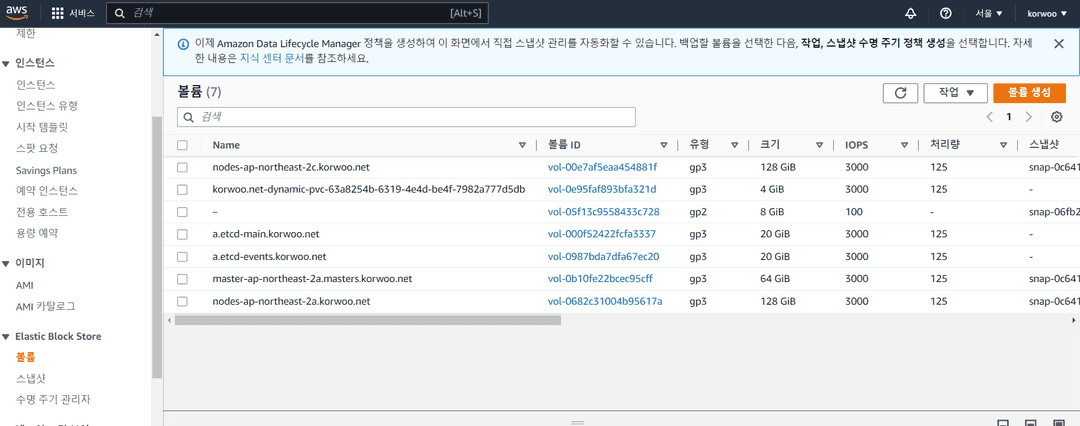 aws 서비스 검색 [Alt+S] 서울 korwoo
제한
인스턴스
인스턴스
인스턴스 유형
시작 템플릿
스팟 요청
Savings Plans
예약 인스턴스
전용 호스트
용량 예약
이미지
AMI
AMI 카탈로그
Elastic Block Store
볼륨
스냅샷
수명 주기 관리자
이제 Amazon Data Lifecycle Manager 정책을 생성하여 이 화면에서 직접 스냅샷 관리를 자동화할 수 있습니다. 백업할 볼륨을 선택한 다음, 작업, 스냅샷 수명 주기 정책 생성을 선택합니다. 자세
한 내용은 지식 센터 문서를 참조하세요.
볼륨 (7) 작업 볼륨 생성
검색 1
Name 볼륨 ID 유형 크기 IOPS 처리량 스냅샷
nodes-ap-northeast-2c.korwoo.net vol-00e7af5eaa454881f gp3 128 GiB 3000 125 snap-0c641
korwoo.net-dynamic-pvc-63a8254b-6319-4e4d-be4f-7982a777d5db vol-0e95faf893bfa321d gp3 4 GiB 3000 125 -
– vol-05f13c9558433c728 gp2 8 GiB 100 - snap-06fb2
a.etcd-main.korwoo.net vol-000f52422fcfa3337 gp3 20 GiB 3000 125 -
a.etcd-events.korwoo.net vol-0987bda7dfa67ec20 gp3 20 GiB 3000 125 -
master-ap-northeast-2a.masters.korwoo.net vol-0b10fe22bcec95cff gp3 64 GiB 3000 125 snap-0c641
nodes-ap-northeast-2a.korwoo.net vol-0682c31004b95617a gp3 128 GiB 3000 125 snap-0c641